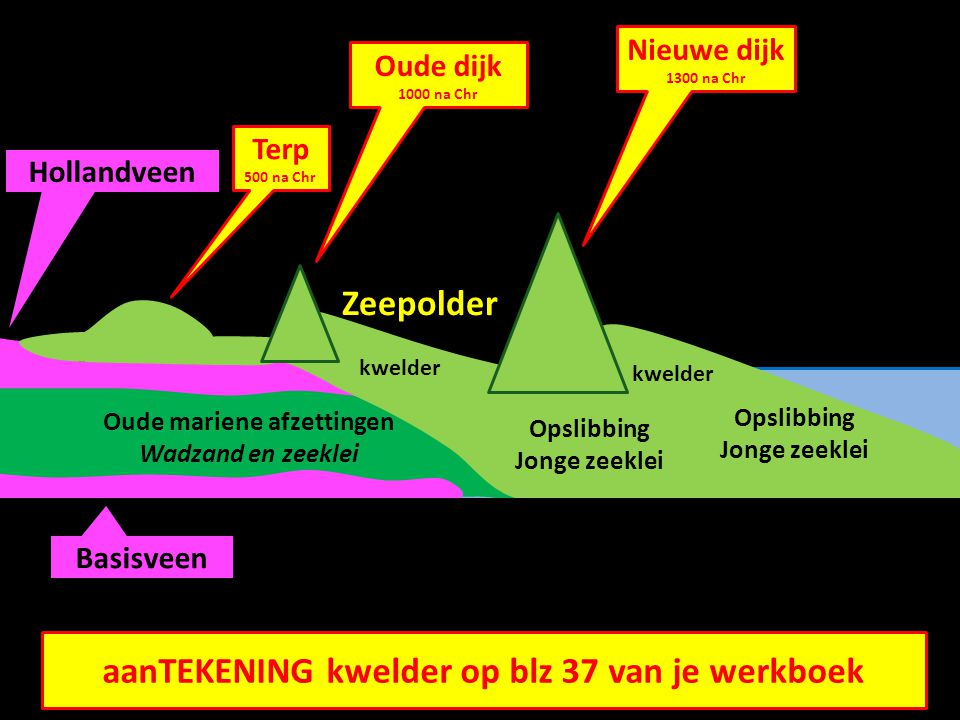 Nieuwe dijk
1300 na Chr
Oude dijk
1000 na Chr
Terp
500 na Chr
Hollandveen
Zeepolder
kwelder
kwelder
Oude mariene afzettingen
Wadzand en zeeklei
Opslibbing
Jonge zeeklei
Opslibbing
Jonge zeeklei
Basisveen
aanTEKENING kwelder op blz 37 van je werkboek